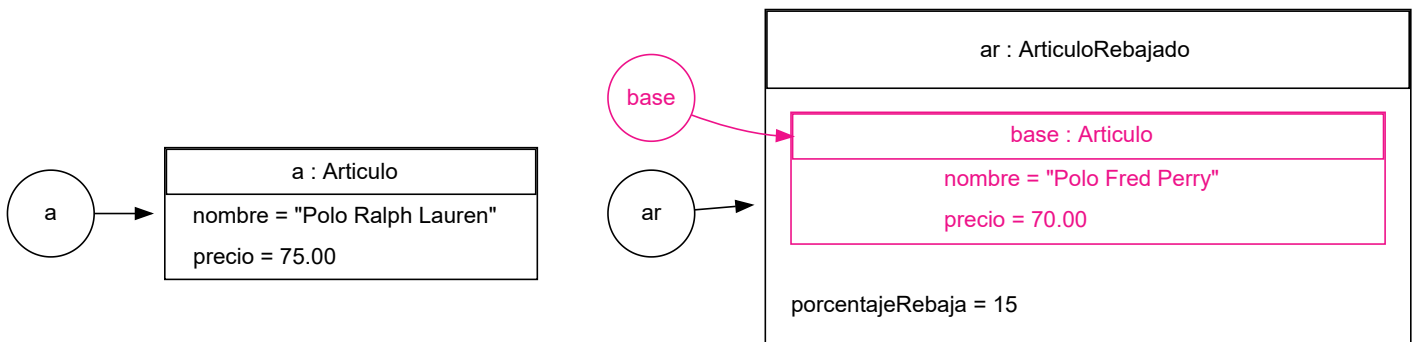 a
a : Articulo
nombre = "Polo Ralph Lauren"
precio = 75.00
base
ar
ar : ArticuloRebajado
base : Articulo
nombre = "Polo Fred Perry"
precio = 70.00
porcentajeRebaja = 15